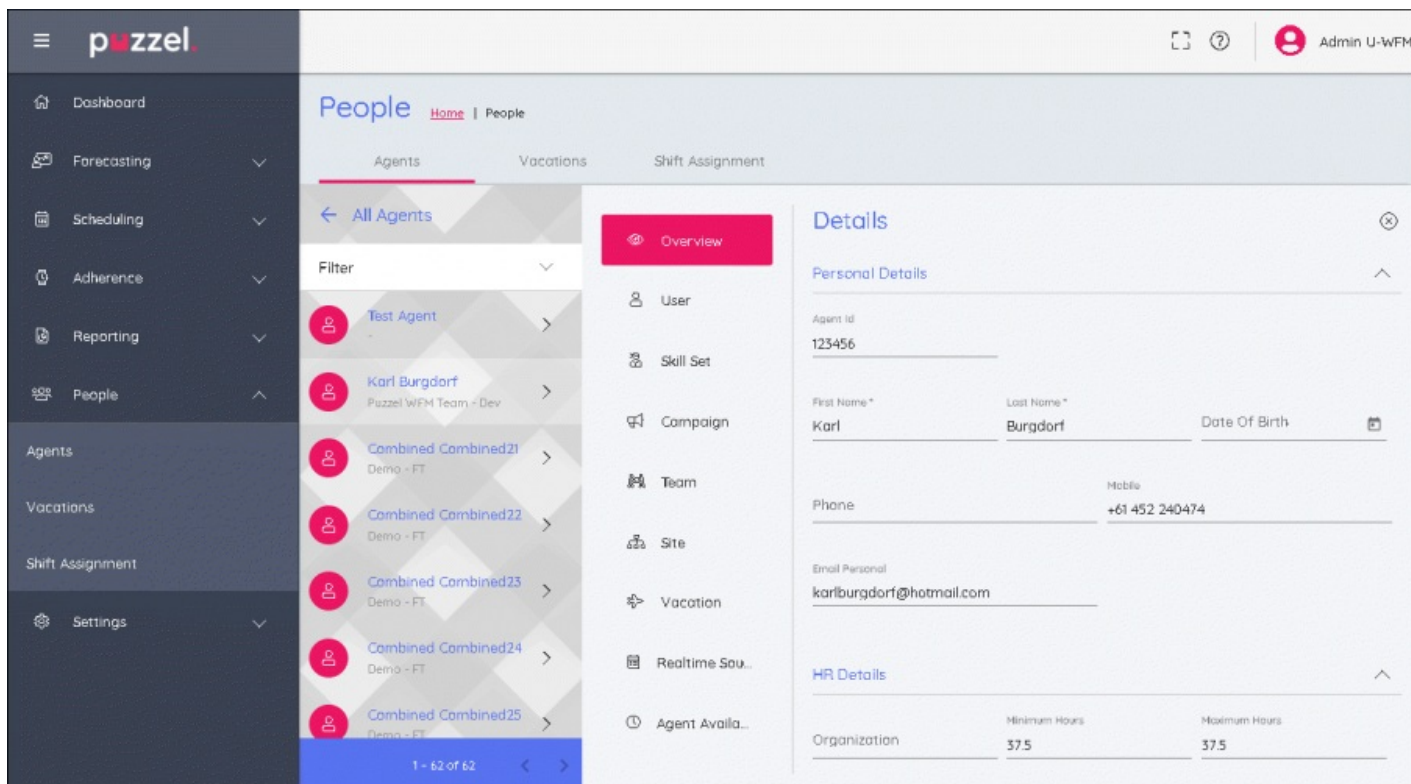 puzzel.
Admin U-WFM
Dashboard
Forecasting
Scheduling
Adherence
Reporting
People
Agents
Vacations
Shift Assignment
Settings
People Home | People
Agents Vacations Shift Assignment
All Agents
Filter
Test Agent
-
Karl Burgdorf
Puzzel WFM Team - Dev
Combined Combined21
Demo - FT
Combined Combined22
Demo - FT
Combined Combined23
Demo - FT
Combined Combined24
Demo - FT
Combined Combined25
Demo - FT
1 - 62 of 62
Overview
User
Skill Set
Campaign
Team
Site
Vacation
Realtime Sou...
Agent Availa...
Details
Personal Details
Agent Id
123456
First Name * Last Name *
Karl Burgdorf Date Of Birth
Mobile
Phone +61 452 240474
Email Personal
karlburgdorf@hotmail.com
HR Details
Minimum Hours Maximum Hours
Organization 37.5 37.5